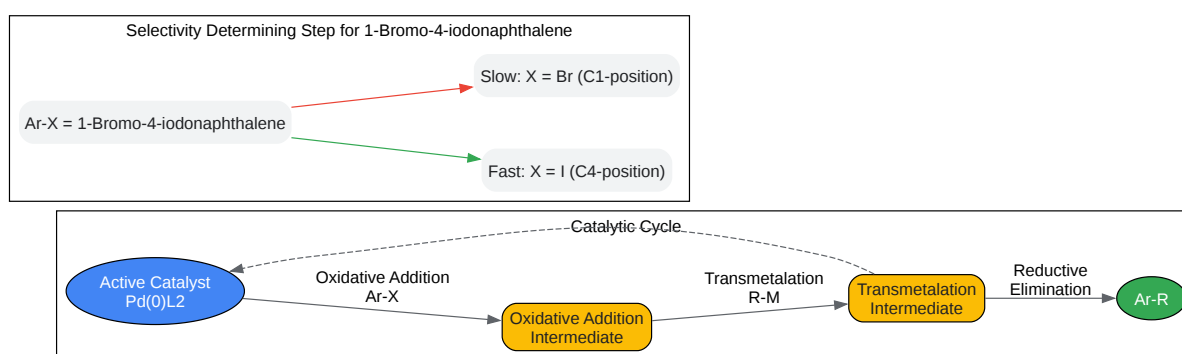 Selectivity Determining Step for 1-Bromo-4-iodonaphthalene
Slow: X = Br (C1-position)
Ar-X = 1-Bromo-4-iodonaphthalene
Fast: X = I (C4-position)
Catalytic Cycle
Active Catalyst
Pd(0)L2
Oxidative Addition
Ar-X
Oxidative Addition
Intermediate
Transmetalation
R-M
Transmetalation
Intermediate
Reductive
Elimination
Ar-R